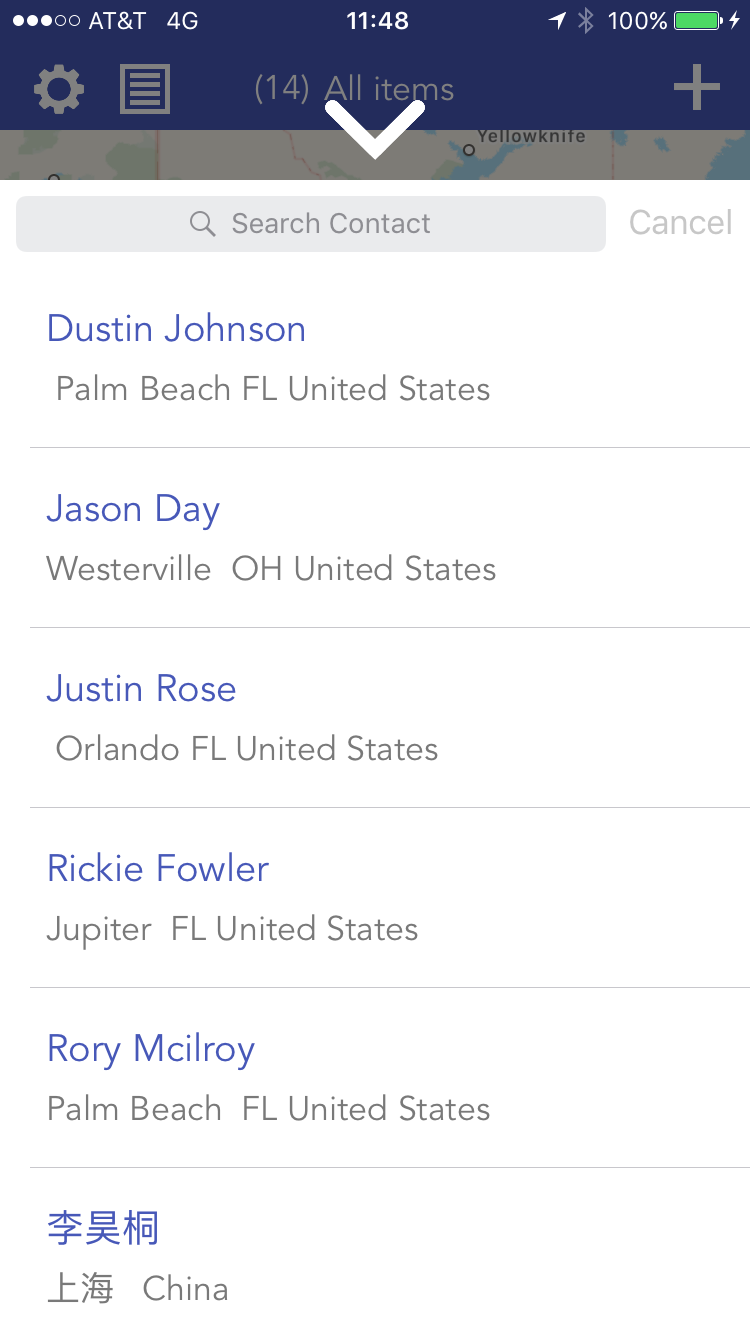 AT&T 4G 11:48 100%
(14) All items
Yellowknife
Search Contact Cancel
Dustin Johnson
Palm Beach FL United States
Jason Day
Westerville OH United States
Justin Rose
Orlando FL United States
Rickie Fowler
Jupiter FL United States
Rory Mcilroy
Palm Beach FL United States
李昊桐
上海 China